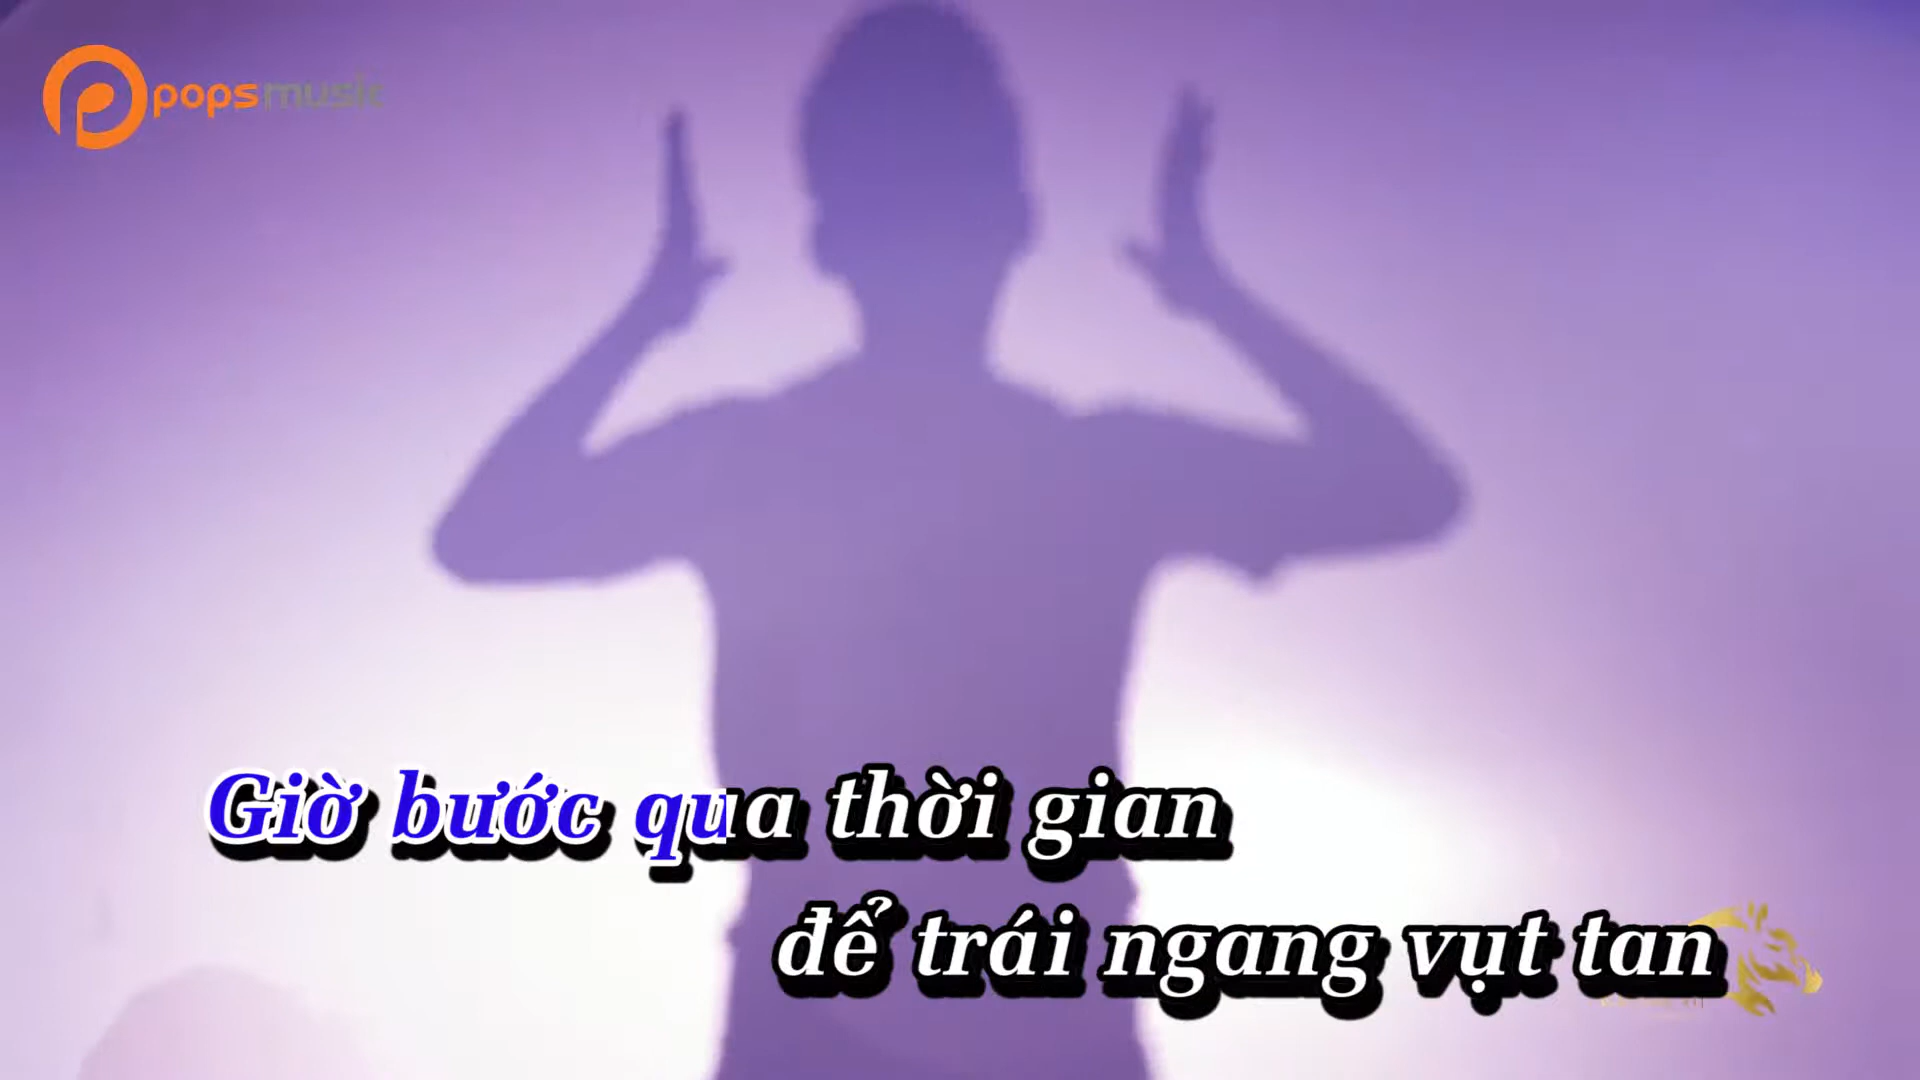 popsmusic
Giờ bước qua thời gian
để trái ngang vụt tan